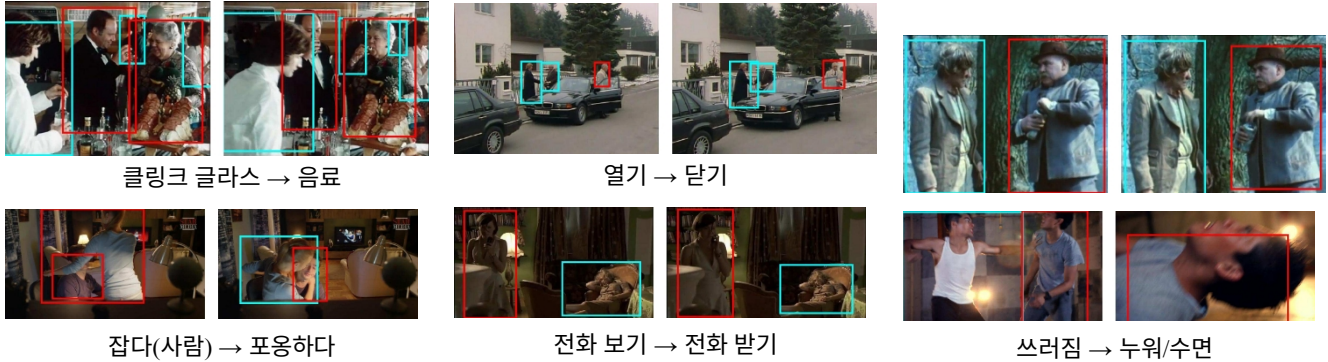 클링크 글라스 → 음료
열기 → 닫기
잡다(사람) → 포옹하다
전화 보기 → 전화 받기
쓰러짐 → 누워/수면